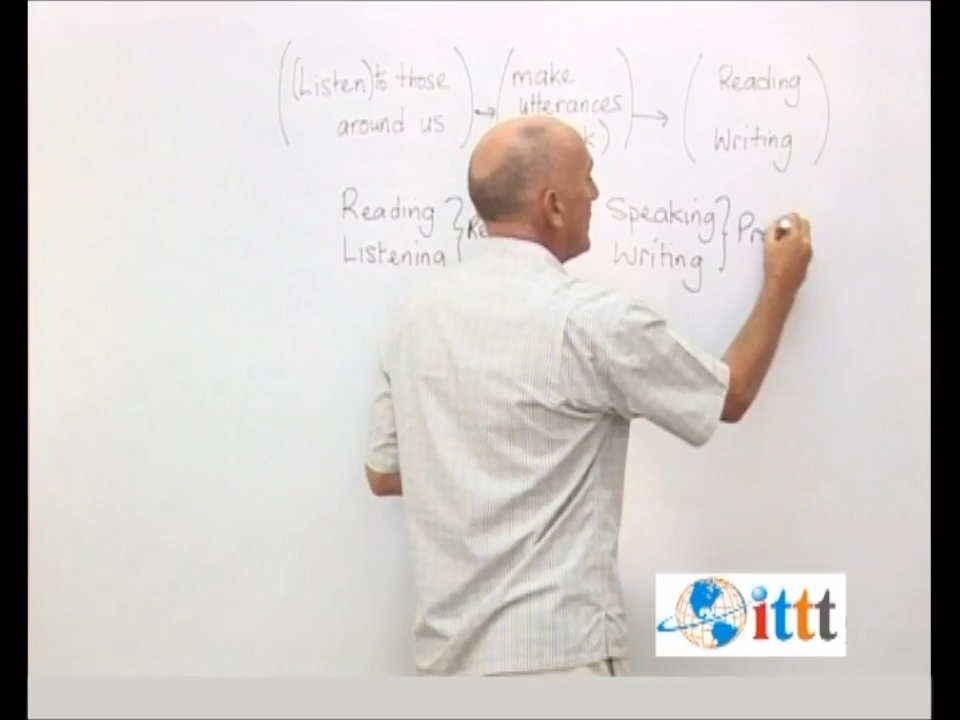 (Listen) to those
around us
make
utterances
Reading
Writing
Reading
Listening
Speaking
Writing
ittt